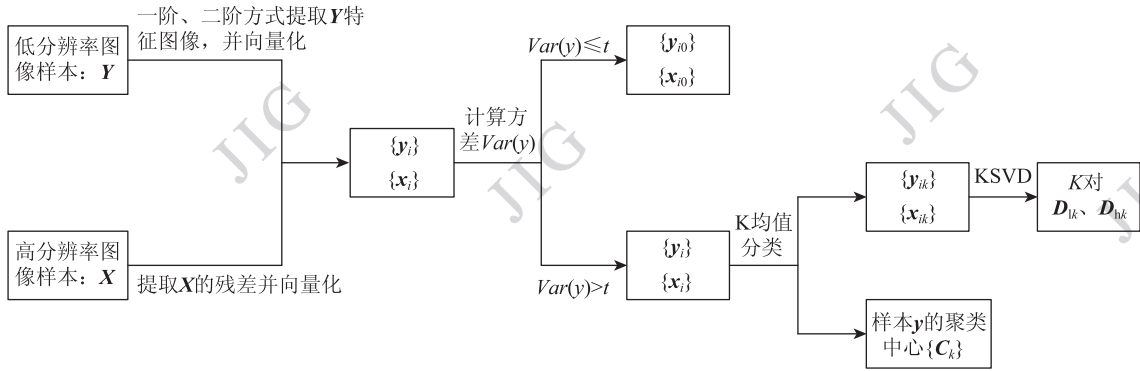 低分辨率图
像样本：Y
一阶、二阶方式提取Y特
征图像，并向量化
高分辨率图
像样本：X
提取X的残差并向量化
{yi}
{xi}
计算方
差Var(y)
Var(y)≤t
{yi0}
{xi0}
Var(y)>t
{yi}
{xi}
K均值
分类
{yik}
{xik}
KSVD
K对
Dlk、Dhk
样本y的聚类
中心{Ck}
JIG
JIG
JIG
JI